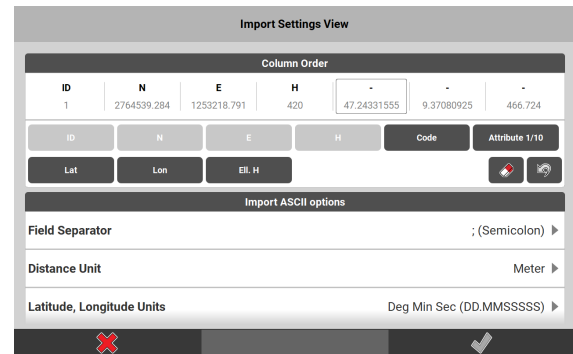 Import Settings View
Column Order
ID N E H - - -
1 2764539.284 1253218.791 420 47.24331555 9.37080925 466.724
ID N E H Code Attribute 1/10
Lat Lon Ell. H
Import ASCII options
Field Separator ; (Semicolon)
Distance Unit Meter
Latitude, Longitude Units Deg Min Sec (DD.MMSSSSS)